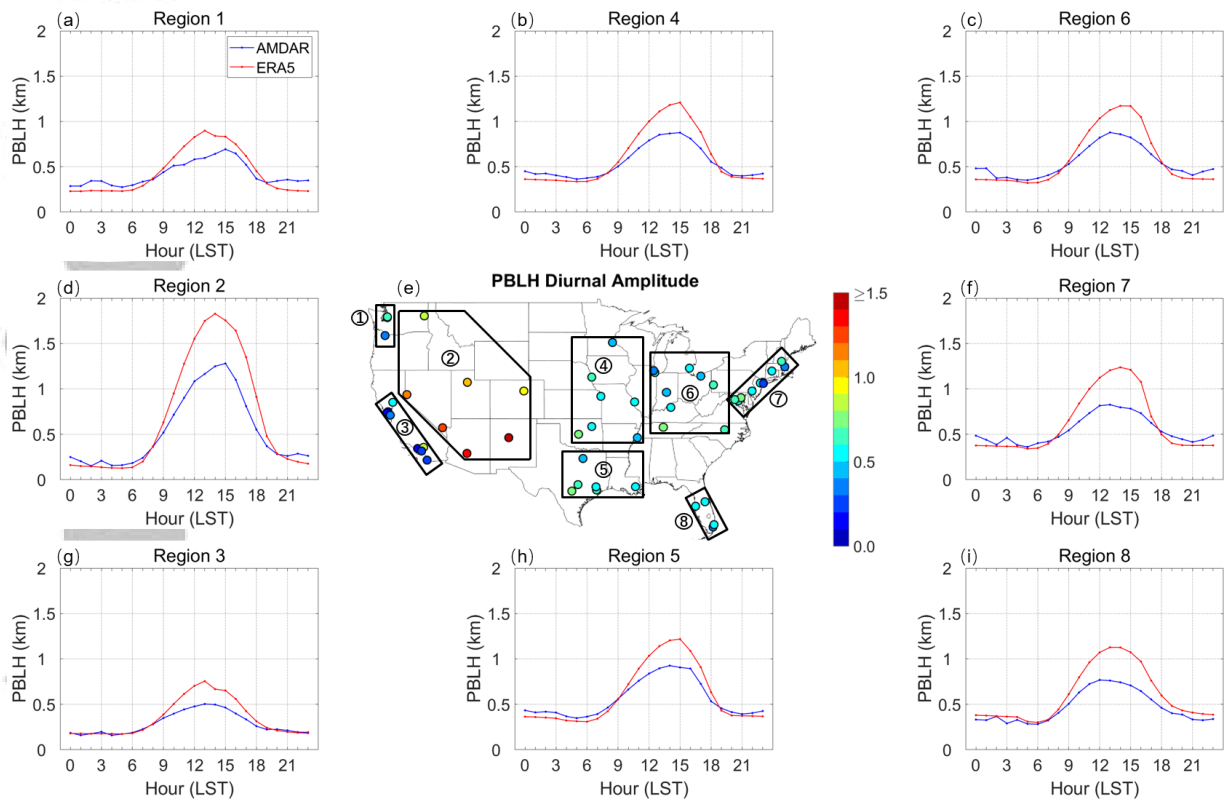 (a) Region 1
2
1.5
1
0.5
0
PBLH (km)
AMDAR
ERA5
0 3 6 9 12 15 18 21
Hour (LST)
(b) Region 4
2
1.5
1
0.5
0
PBLH (km)
0 3 6 9 12 15 18 21
Hour (LST)
(c) Region 6
2
1.5
1
0.5
0
PBLH (km)
0 3 6 9 12 15 18 21
Hour (LST)
(d) Region 2
2
1.5
1
0.5
0
PBLH (km)
0 3 6 9 12 15 18 21
Hour (LST)
PBLH Diurnal Amplitude
(e)
①
②
③
④
⑤
⑥
⑦
⑧
≥1.5
1.0
0.5
0.0
(f) Region 7
2
1.5
1
0.5
0
PBLH (km)
0 3 6 9 12 15 18 21
Hour (LST)
(g) Region 3
2
1.5
1
0.5
0
PBLH (km)
0 3 6 9 12 15 18 21
Hour (LST)
(h) Region 5
2
1.5
1
0.5
0
PBLH (km)
0 3 6 9 12 15 18 21
Hour (LST)
(i) Region 8
2
1.5
1
0.5
0
PBLH (km)
0 3 6 9 12 15 18 21
Hour (LST)